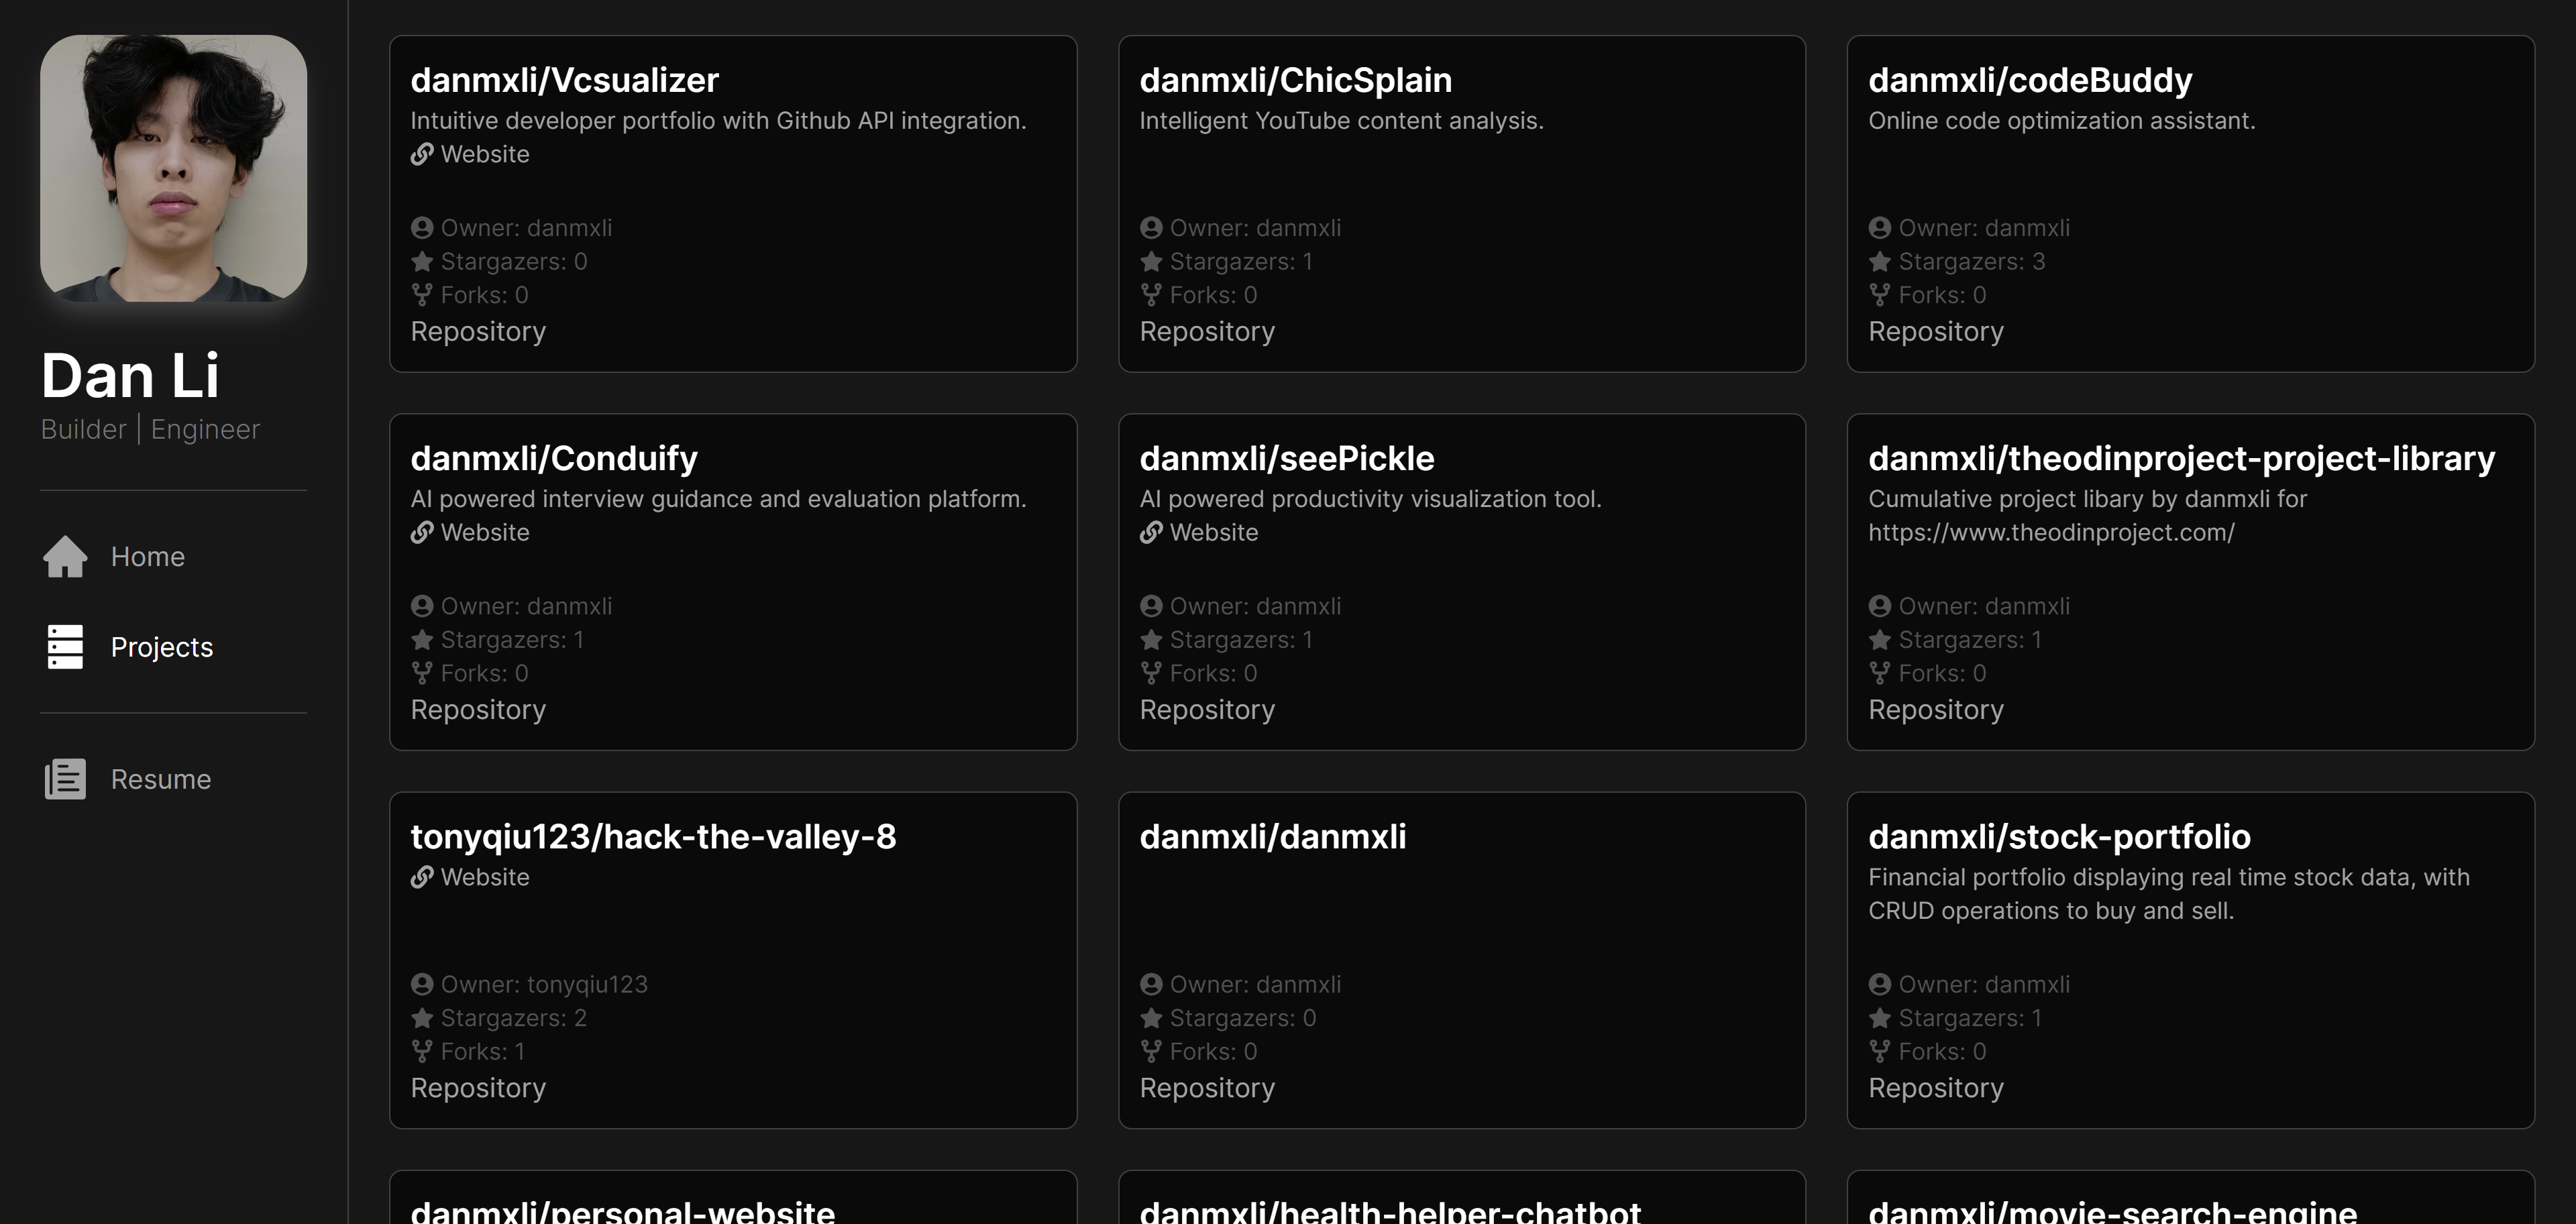 Dan Li
Builder | Engineer
Home
Projects
Resume
danmxli/Vcsualizer
Intuitive developer portfolio with Github API integration.
Website
Owner: danmxli
Stargazers: 0
Forks: 0
Repository
danmxli/ChicSplain
Intelligent YouTube content analysis.
Owner: danmxli
Stargazers: 1
Forks: 0
Repository
danmxli/codeBuddy
Online code optimization assistant.
Owner: danmxli
Stargazers: 3
Forks: 0
Repository
danmxli/Conduify
AI powered interview guidance and evaluation platform.
Website
Owner: danmxli
Stargazers: 1
Forks: 0
Repository
danmxli/seePickle
AI powered productivity visualization tool.
Website
Owner: danmxli
Stargazers: 1
Forks: 0
Repository
danmxli/theodinproject-project-library
Cumulative project libary by danmxli for
https://www.theodinproject.com/
Owner: danmxli
Stargazers: 1
Forks: 0
Repository
tonyqiu123/hack-the-valley-8
Website
Owner: tonyqiu123
Stargazers: 2
Forks: 1
Repository
danmxli/danmxli
Owner: danmxli
Stargazers: 0
Forks: 0
Repository
danmxli/stock-portfolio
Financial portfolio displaying real time stock data, with
CRUD operations to buy and sell.
Owner: danmxli
Stargazers: 1
Forks: 0
Repository
danmxli/personal-website
danmxli/health-helper-chatbot
danmxli/movie-search-engine